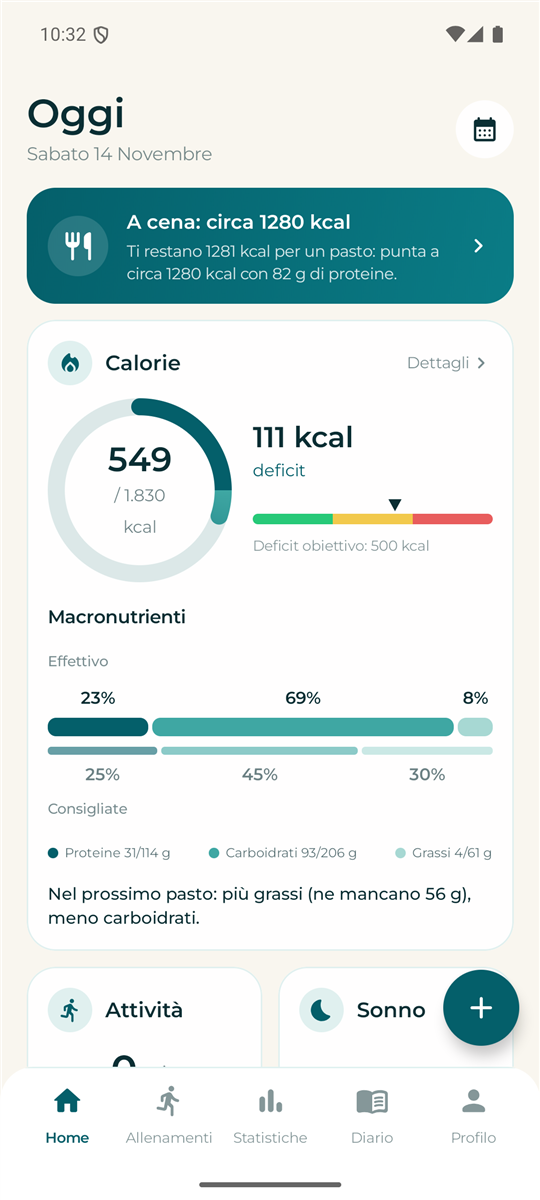 10:32
Oggi
Sabato 14 Novembre
A cena: circa 1280 kcal
Ti restano 1281 kcal per un pasto: punta a
circa 1280 kcal con 82 g di proteine.
Calorie
Dettagli
549
/ 1.830
kcal
111 kcal
deficit
Deficit obiettivo: 500 kcal
Macronutrienti
Effettivo
23% 69% 8%
25% 45% 30%
Consigliate
Proteine 31/114 g Carboidrati 93/206 g Grassi 4/61 g
Nel prossimo pasto: più grassi (ne mancano 56 g),
meno carboidrati.
Attività Sonno
Home Allenamenti Statistiche Diario Profilo